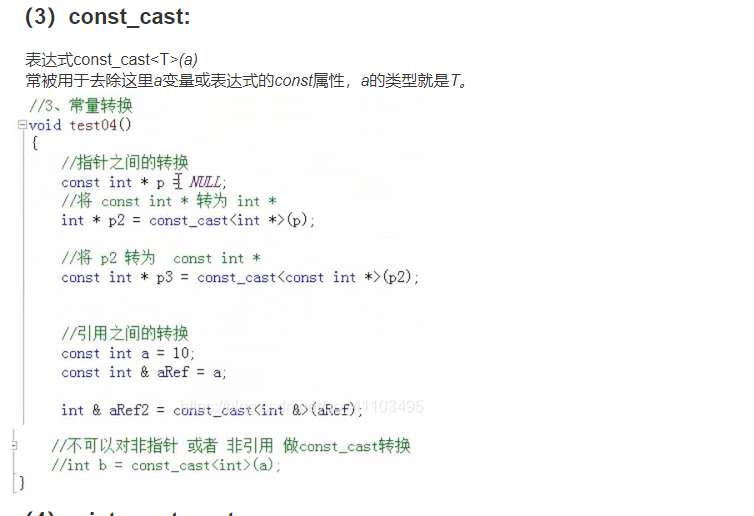 (3）const_cast:
表达式const_cast<T>(a)
常被用于去除这里a变量或表达式的const属性，a的类型就是T。
//3、常量转换
void test04()
{
//指针之间的转换
const int * p = NULL;
//将 const int * 转为 int *
int * p2 = const_cast<int *>(p);
//将 p2 转为 const int *
const int * p3 = const_cast<const int *>(p2);
//引用之间的转换
const int a = 10;
const int & aRef = a;
int & aRef2 = const_cast<int &>(aRef);
//不可以对非指针 或者 非引用 做const_cast转换
//int b = const_cast<int>(a);
}